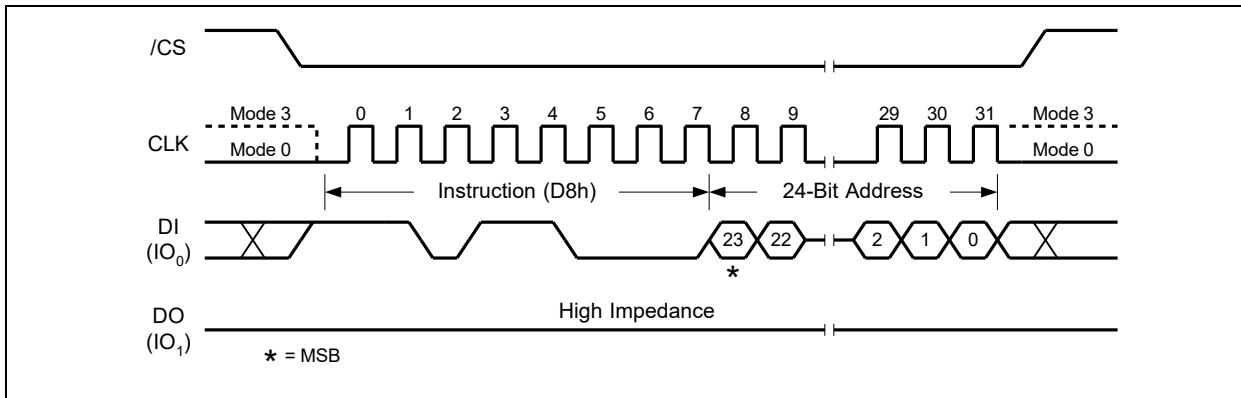 /CS
Mode 3 0 1 2 3 4 5 6 7 8 9 29 30 31 Mode 3
CLK
Mode 0 Mode 0
Instruction (D8h) 24-Bit Address
DI
(IO0)
23 22 2 1 0
*
High Impedance
DO
(IO1)
* = MSB